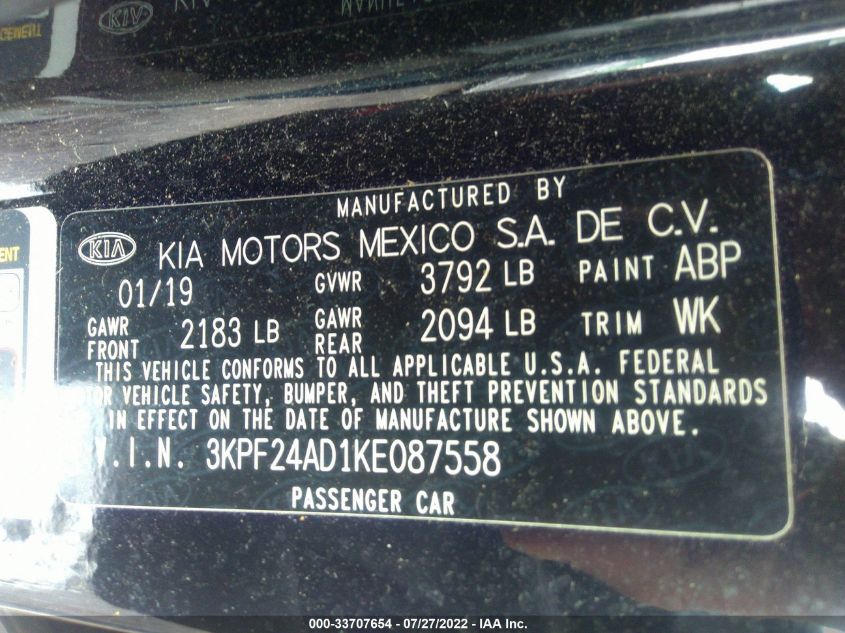 MANUFACTURED BY
KIA KIA MOTORS MEXICO S.A. DE C.V.
01/19 GVWR 3792 LB PAINT ABP
GAWR FRONT 2183 LB GAWR REAR 2094 LB TRIM WK
THIS VEHICLE CONFORMS TO ALL APPLICABLE U.S.A. FEDERAL
VEHICLE SAFETY, BUMPER, AND THEFT PREVENTION STANDARDS
IN EFFECT ON THE DATE OF MANUFACTURE SHOWN ABOVE.
V.I.N. 3KPF24AD1KE087558
PASSENGER CAR
000-33707654 - 07/27/2022 - IAA Inc.